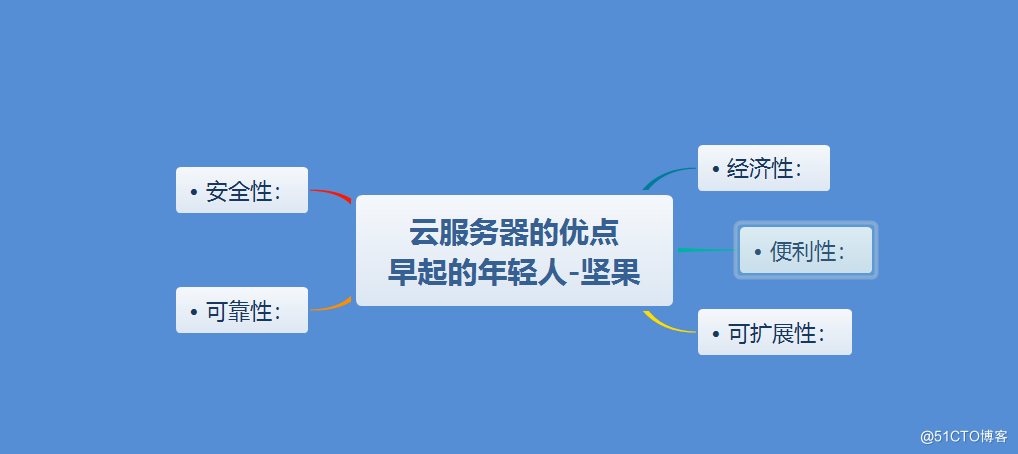 云服务器的优点
早起的年轻人-坚果
• 经济性：
• 便利性：
• 可扩展性：
• 安全性：
• 可靠性：
@51CTO博客